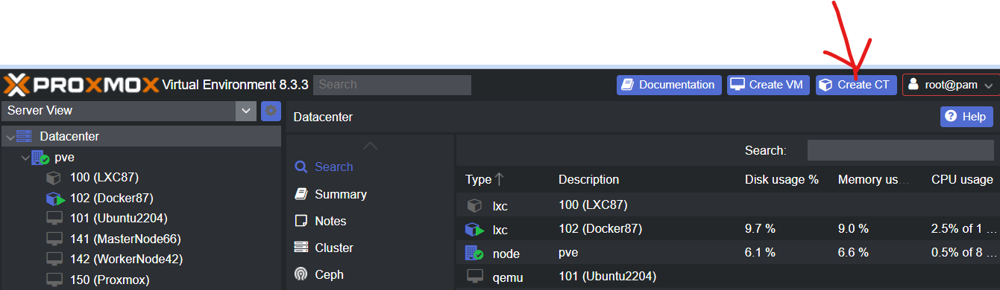 PROXMOX Virtual Environment 8.3.3 Search Documentation Create VM Create CT root@pam
Server View
Datacenter
pve
100 (LXC87)
102 (Docker87)
101 (Ubuntu2204)
141 (MasterNode66)
142 (WorkerNode42)
150 (Proxmox)
Datacenter Help
Search
Summary
Notes
Cluster
Ceph
Search:
Type Description Disk usage % Memory us... CPU usage
lxc 100 (LXC87)
lxc 102 (Docker87) 9.7 % 9.0 % 2.5% of 1 ...
node pve 6.1 % 6.6 % 0.5% of 8 ...
qemu 101 (Ubuntu2204)